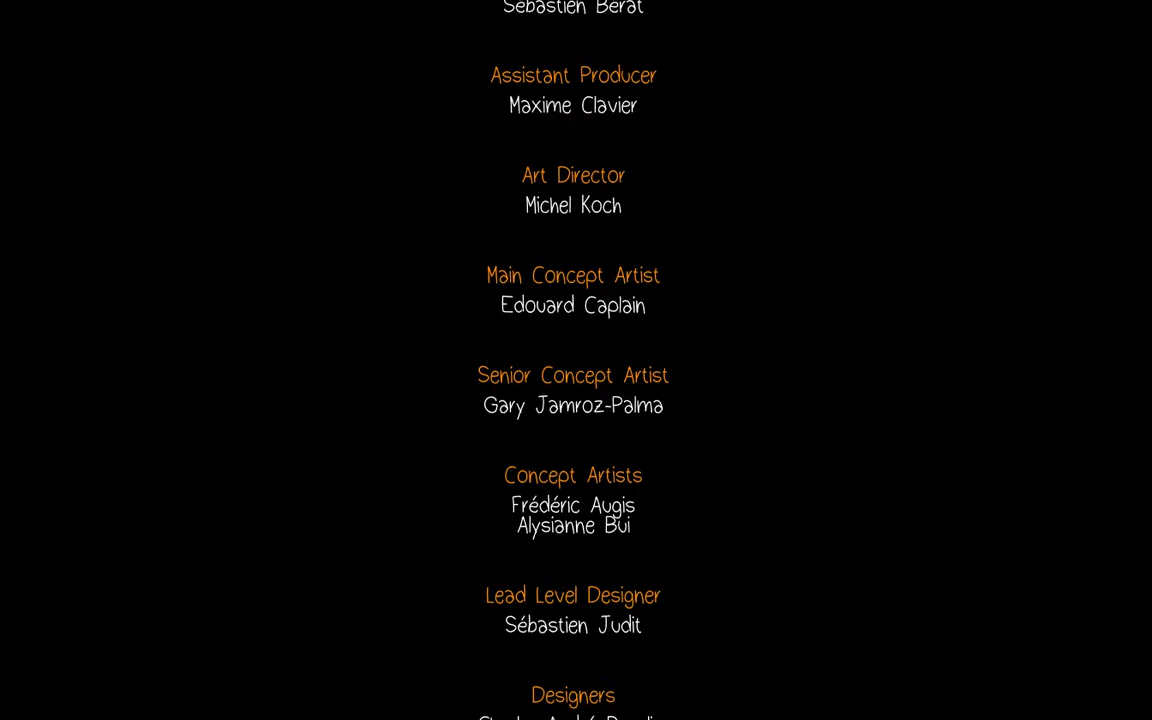 Sébastien Bérat
Assistant Producer
Maxime Clavier
Art Director
Michel Koch
Main Concept Artist
Edouard Caplain
Senior Concept Artist
Gary Jamroz-Palma
Concept Artists
Frédéric Augis
Alysianne Bui
Lead Level Designer
Sébastien Judit
Designers